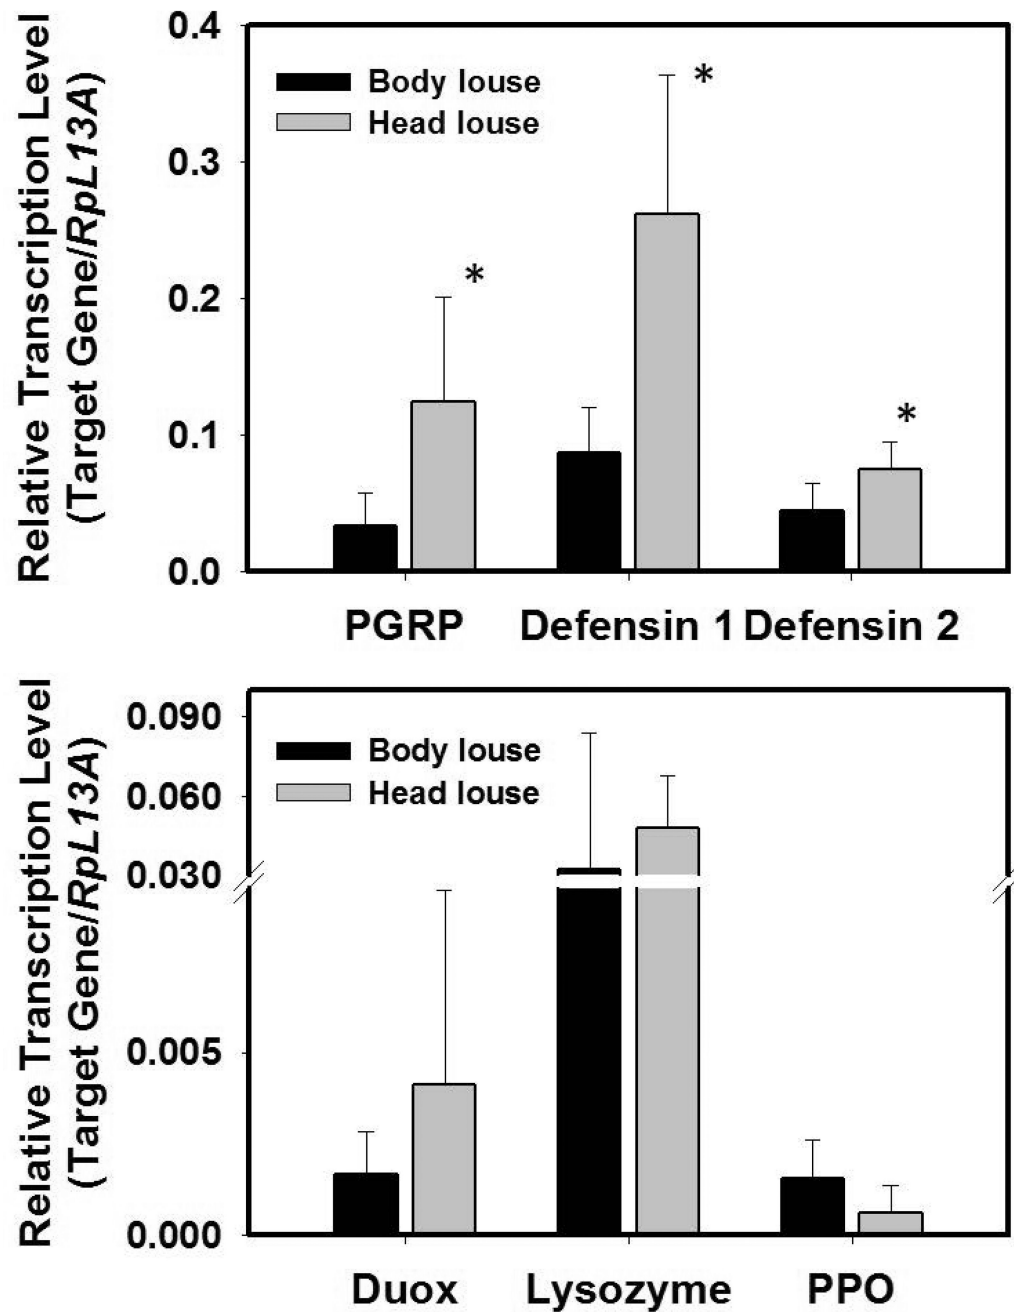 Relative Transcription Level
(Target Gene/RpL13A)
0.4
0.3
0.2
0.1
0.0
Body louse
Head louse
*
*
*
PGRP Defensin 1 Defensin 2
Relative Transcription Level
(Target Gene/RpL13A)
0.090
0.060
0.030
0.005
0.000
Body louse
Head louse
Duox Lysozyme PPO